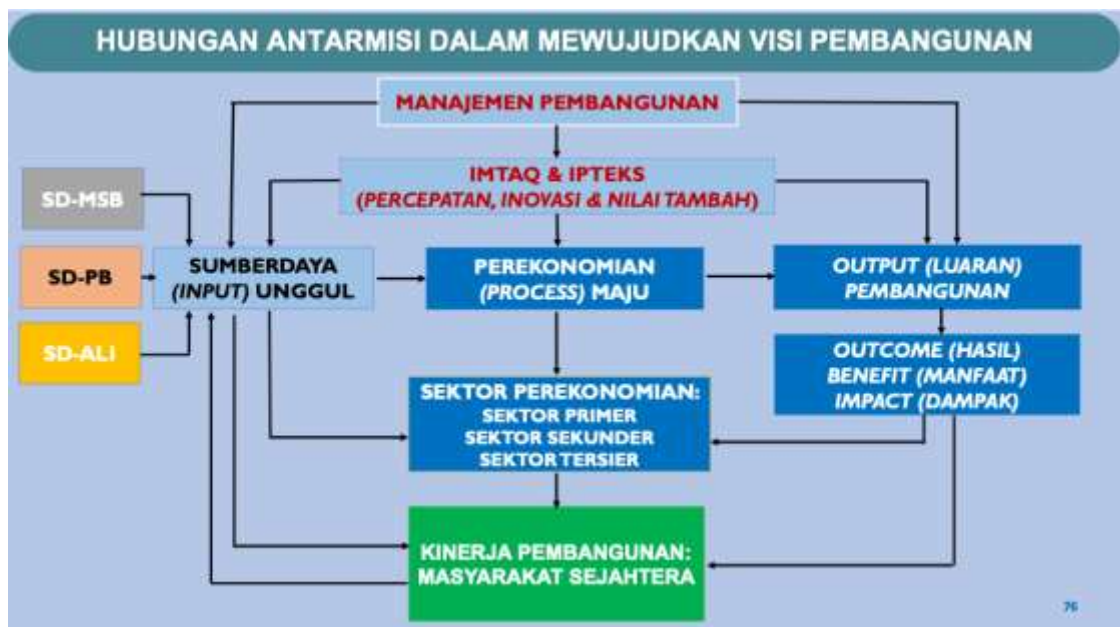 HUBUNGAN ANTARMISI DALAM MEWUJUDKAN VISI PEMBANGUNAN
MANAJEMEN PEMBANGUNAN
IMTAQ & IPTEKS
(PERCEPATAN, INOVASI & NILAI TAMBAH)
SD-MSB
SD-PB
SD-ALI
SUMBERDAYA
(INPUT) UNGGUL
PEREKONOMIAN
(PROCESS) MAJU
OUTPUT (LUARAN)
PEMBANGUNAN
OUTCOME (HASIL)
BENEFIT (MANFAAT)
IMPACT (DAMPAK)
SEKTOR PEREKONOMIAN:
SEKTOR PRIMER
SEKTOR SEKUNDER
SEKTOR TERSIER
KINERJA PEMBANGUNAN:
MASYARAKAT SEJAHTERA
76